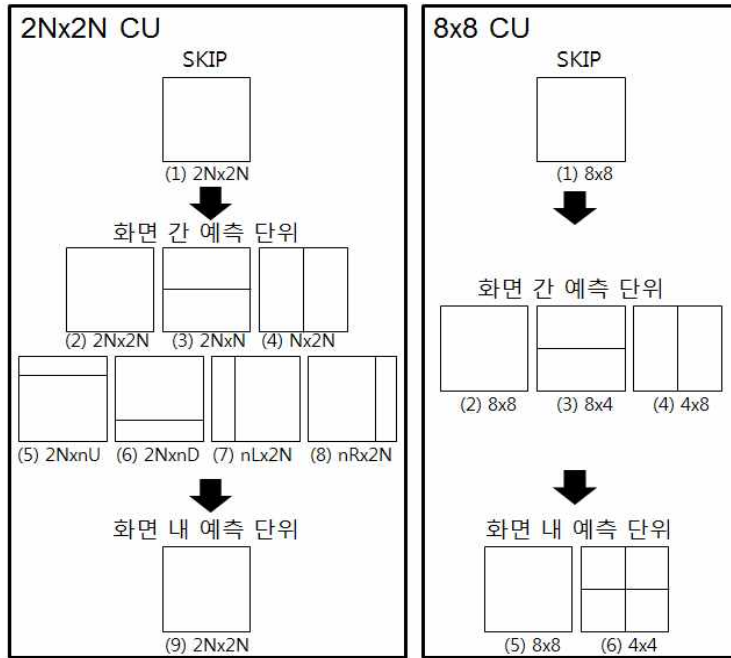 2Nx2N CU
SKIP
(1) 2Nx2N
화면 간 예측 단위
(2) 2Nx2N (3) 2NxN (4) Nx2N
(5) 2NxnU (6) 2NxnD (7) nLx2N (8) nRx2N
화면 내 예측 단위
(9) 2Nx2N
8x8 CU
SKIP
(1) 8x8
화면 간 예측 단위
(2) 8x8 (3) 8x4 (4) 4x8
화면 내 예측 단위
(5) 8x8 (6) 4x4